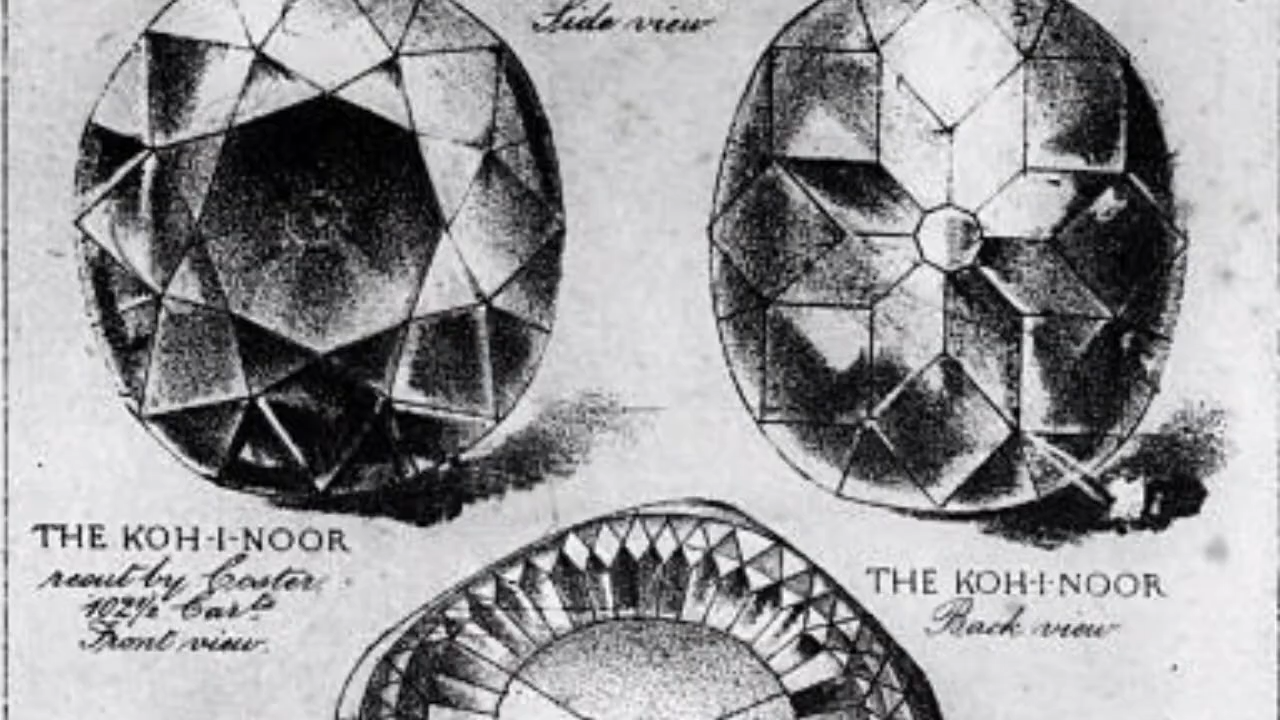 Side view
THE KOH-I-NOOR
recut by Coster.
102½ Carts
Front view.
THE KOH-I-NOOR
Back view